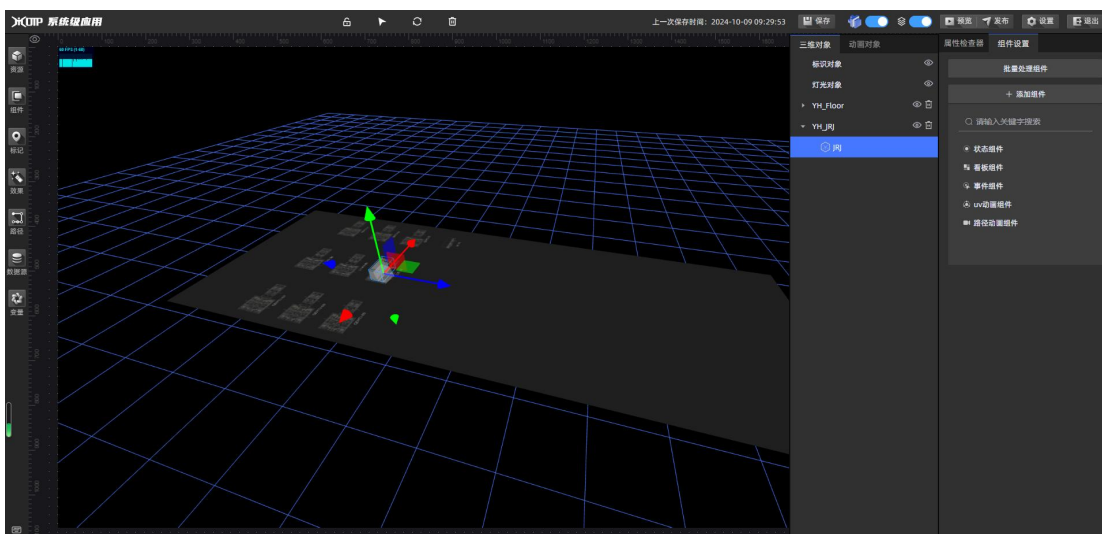 系统级应用
上一次保存时间：2024-10-09 09:29:53
保存
预览
发布
设置
退出
资源
组件
标记
效果
路径
数据源
变量
三维对象
动画对象
标识对象
灯光对象
YH_Floor
YH_JRJ
JRJ
属性检查器
组件设置
批量处理组件
+ 添加组件
请输入关键字搜索
状态组件
看板组件
事件组件
uv动画组件
路径动画组件